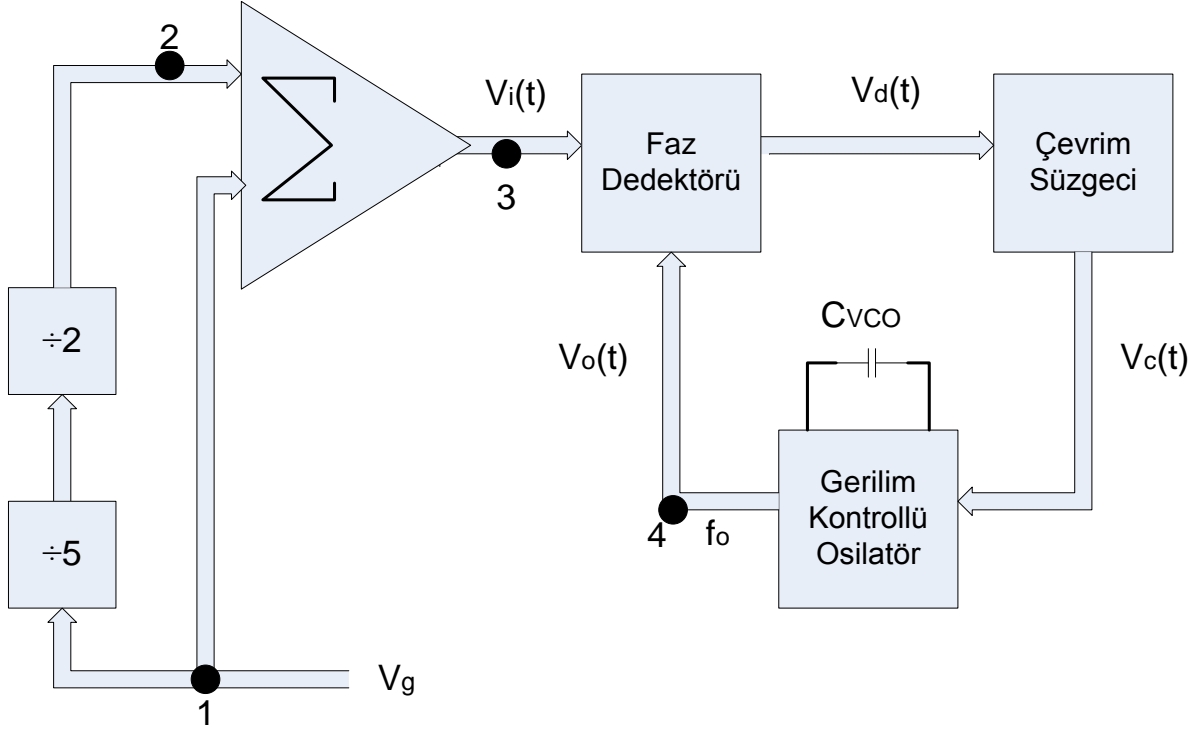 2
∑
Vi(t)
3
Faz
Dedektörü
Vd(t)
Çevrim
Süzgeci
÷2
÷5
Vo(t)
CVCO
Vc(t)
Gerilim
Kontrollü
Osilatör
4
fo
Vg
1